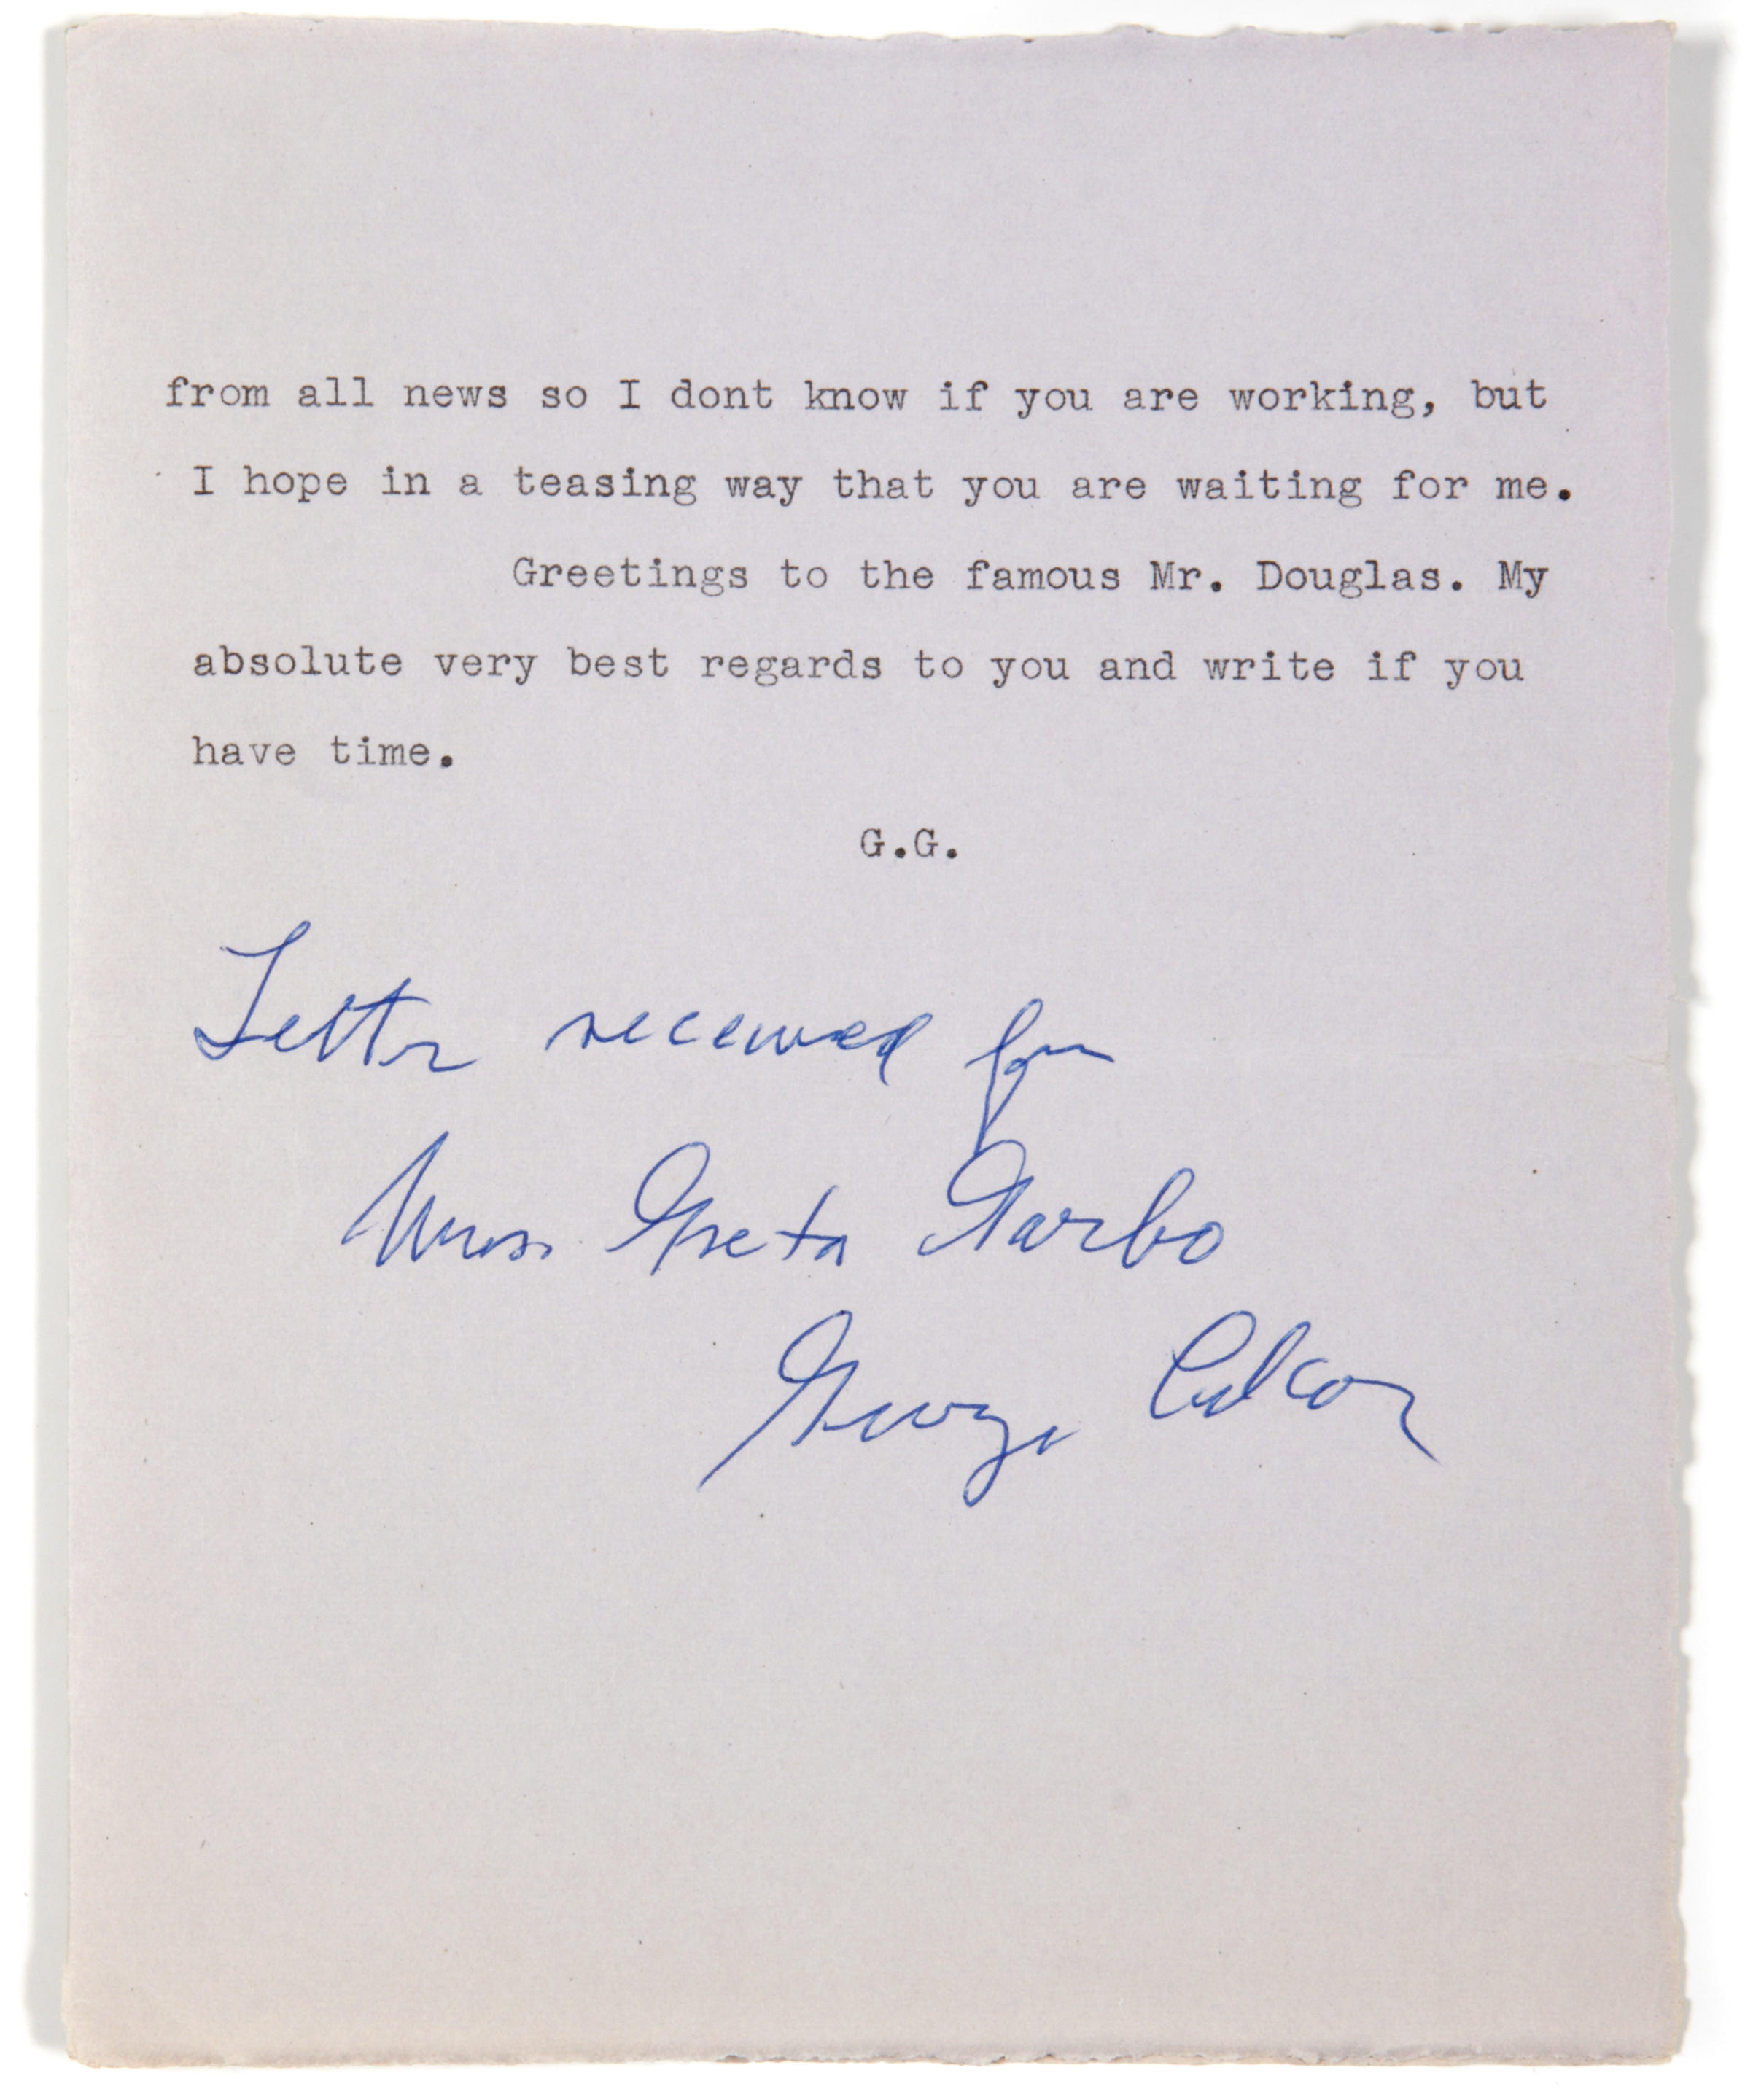 from all news so I dont know if you are working, but
I hope in a teasing way that you are waiting for me.
Greetings to the famous Mr. Douglas. My
absolute very best regards to you and write if you
have time.
G.G.
Letter received from
Miss Greta Garbo
George Cukor